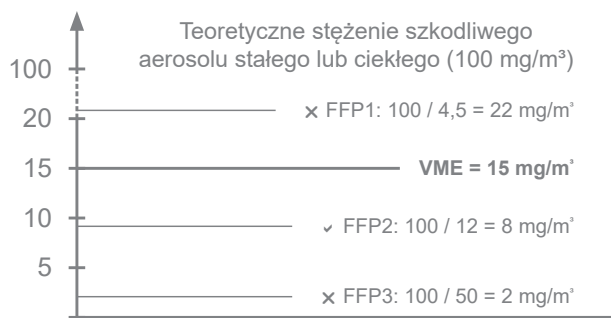 Teoretyczne stężenie szkodliwego
aerosolu stałego lub ciekłego (100 mg/m³)
100
× FFP1: 100 / 4,5 = 22 mg/m³
20
15
VME = 15 mg/m³
10
✓ FFP2: 100 / 12 = 8 mg/m³
5
× FFP3: 100 / 50 = 2 mg/m³